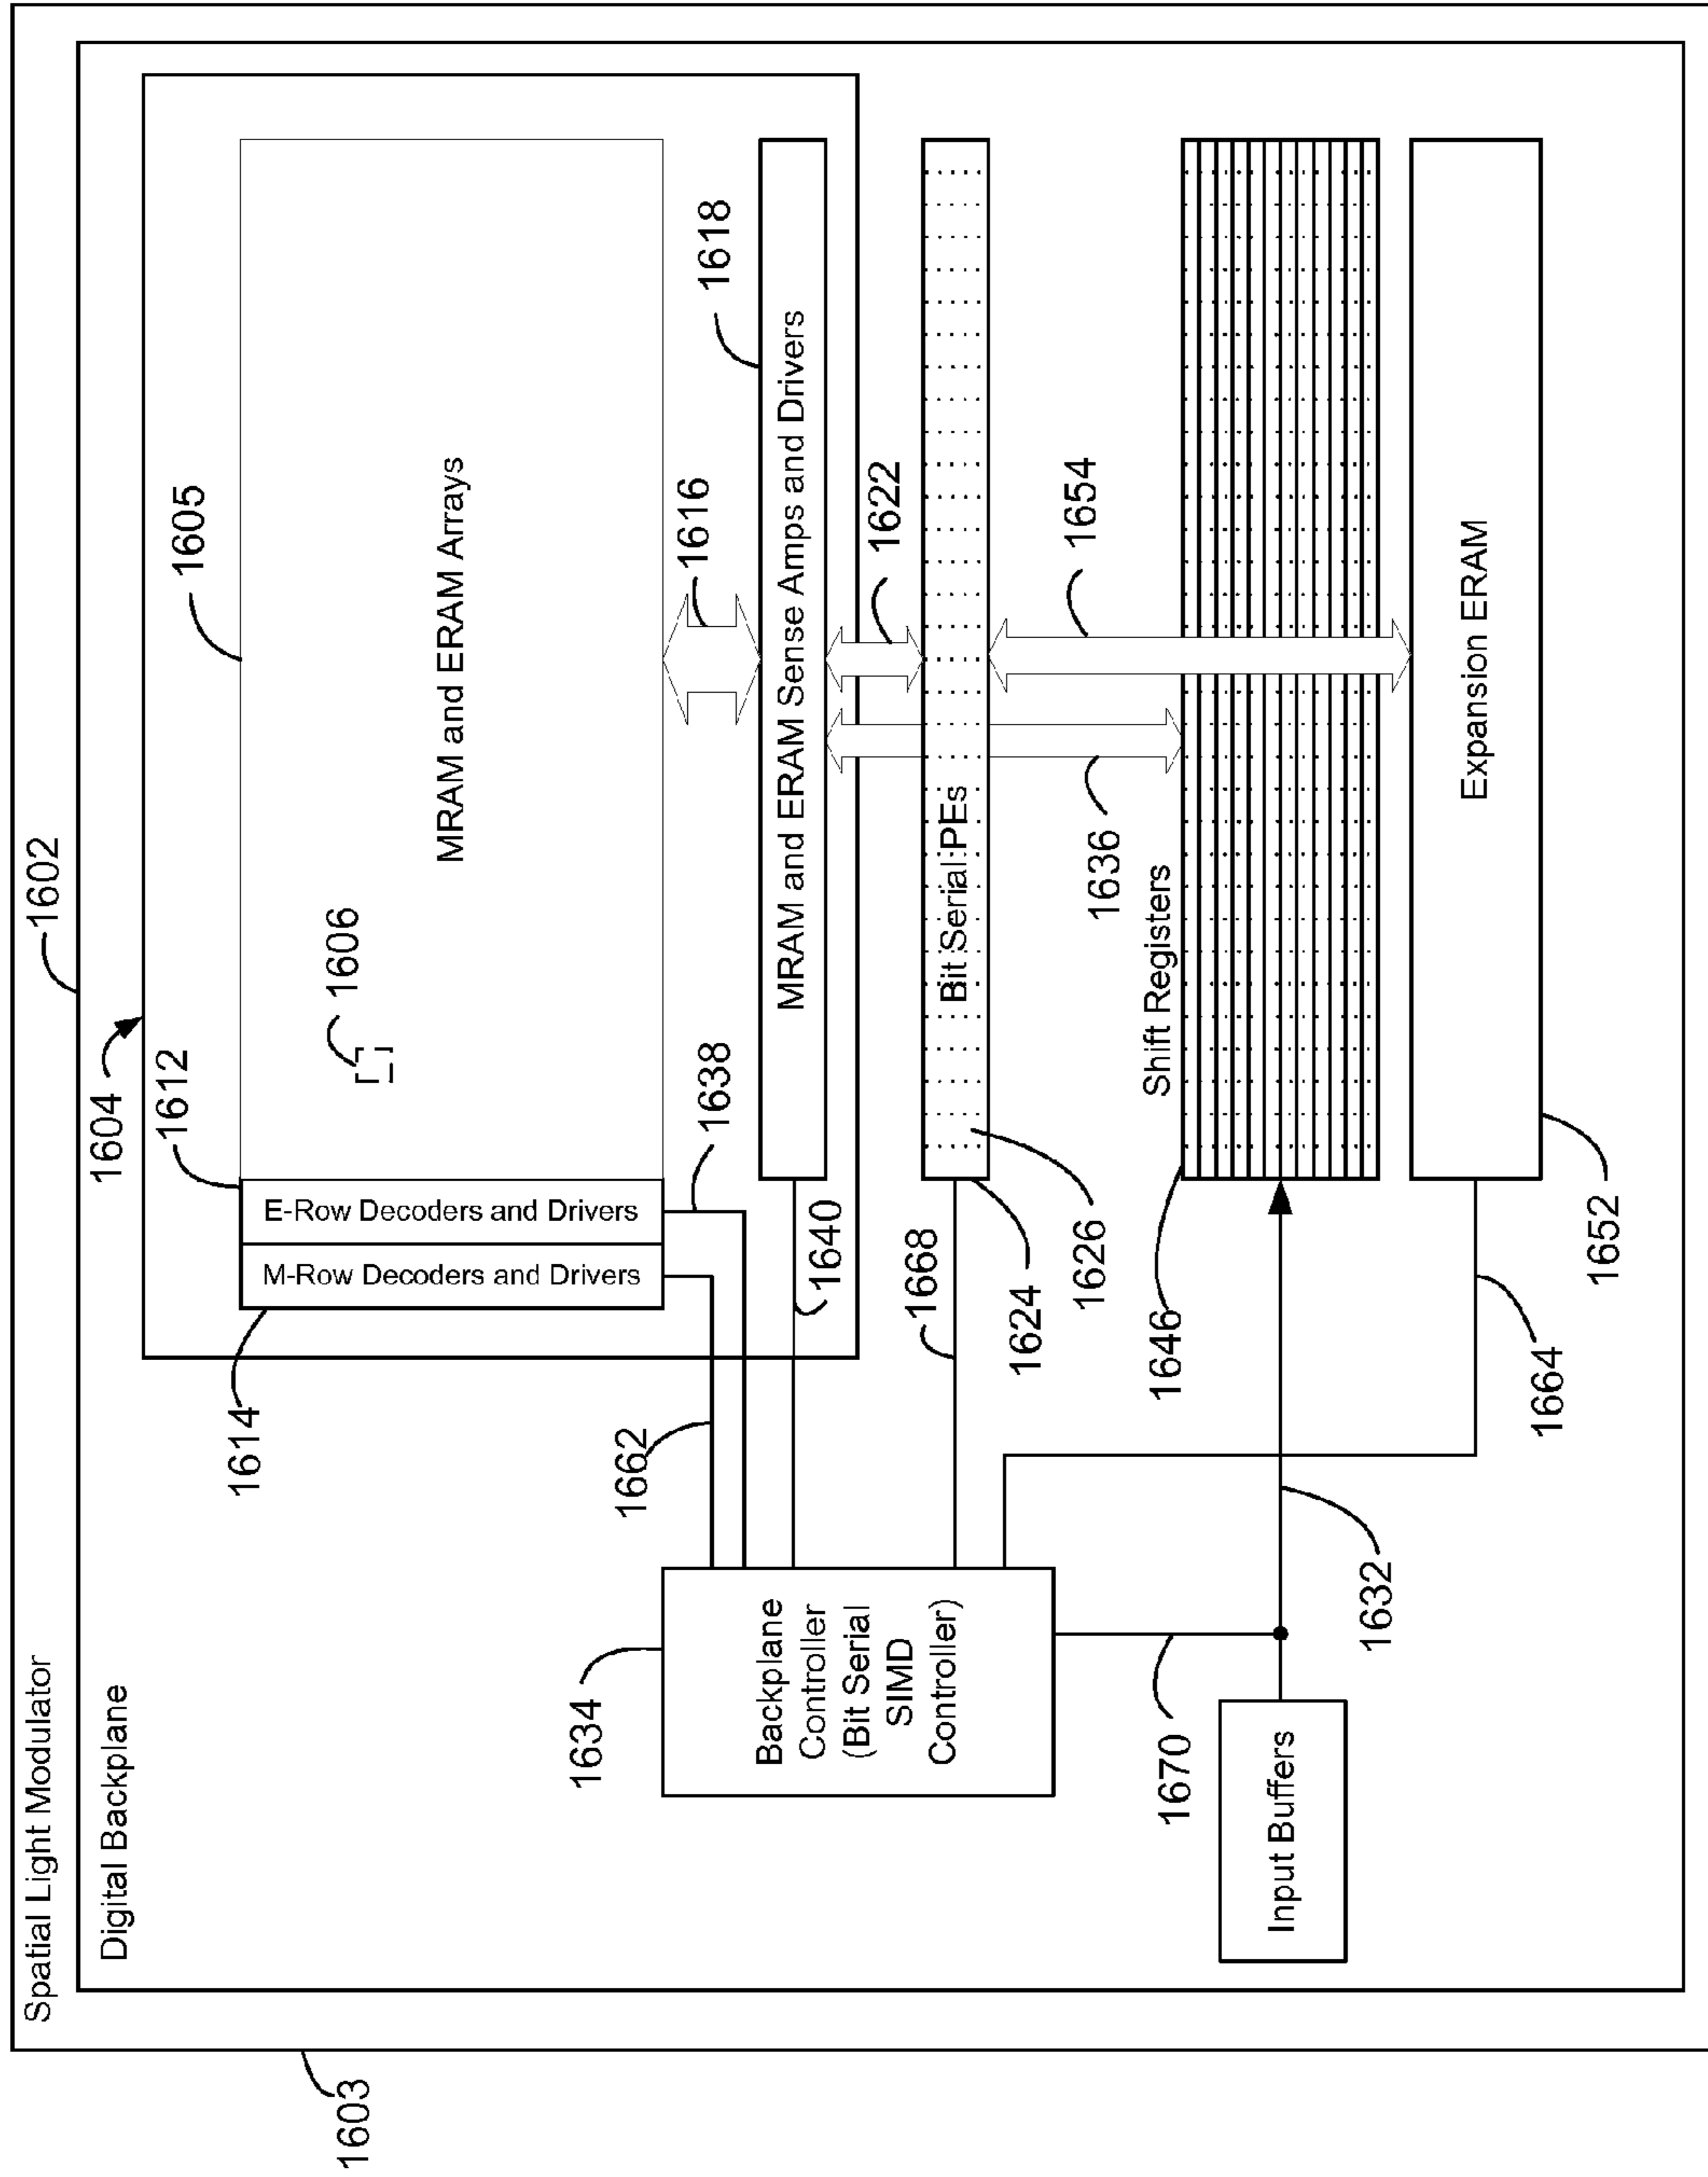 1603
Spatial Light Modulator
1602
Digital Backplane
1604
1612
1606
1605
MRAM and ERAM Arrays
E-Row Decoders and Drivers
M-Row Decoders and Drivers
1614
1662
1638
1616
1618
MRAM and ERAM Sense Amps and Drivers
1640
1622
1634
Backplane
Controller
(Bit Serial
SIMD
Controller)
1668
Bit Serial PEs
1624
1626
1636
1654
1670
Shift Registers
1646
Input Buffers
1632
1664
Expansion ERAM
1652